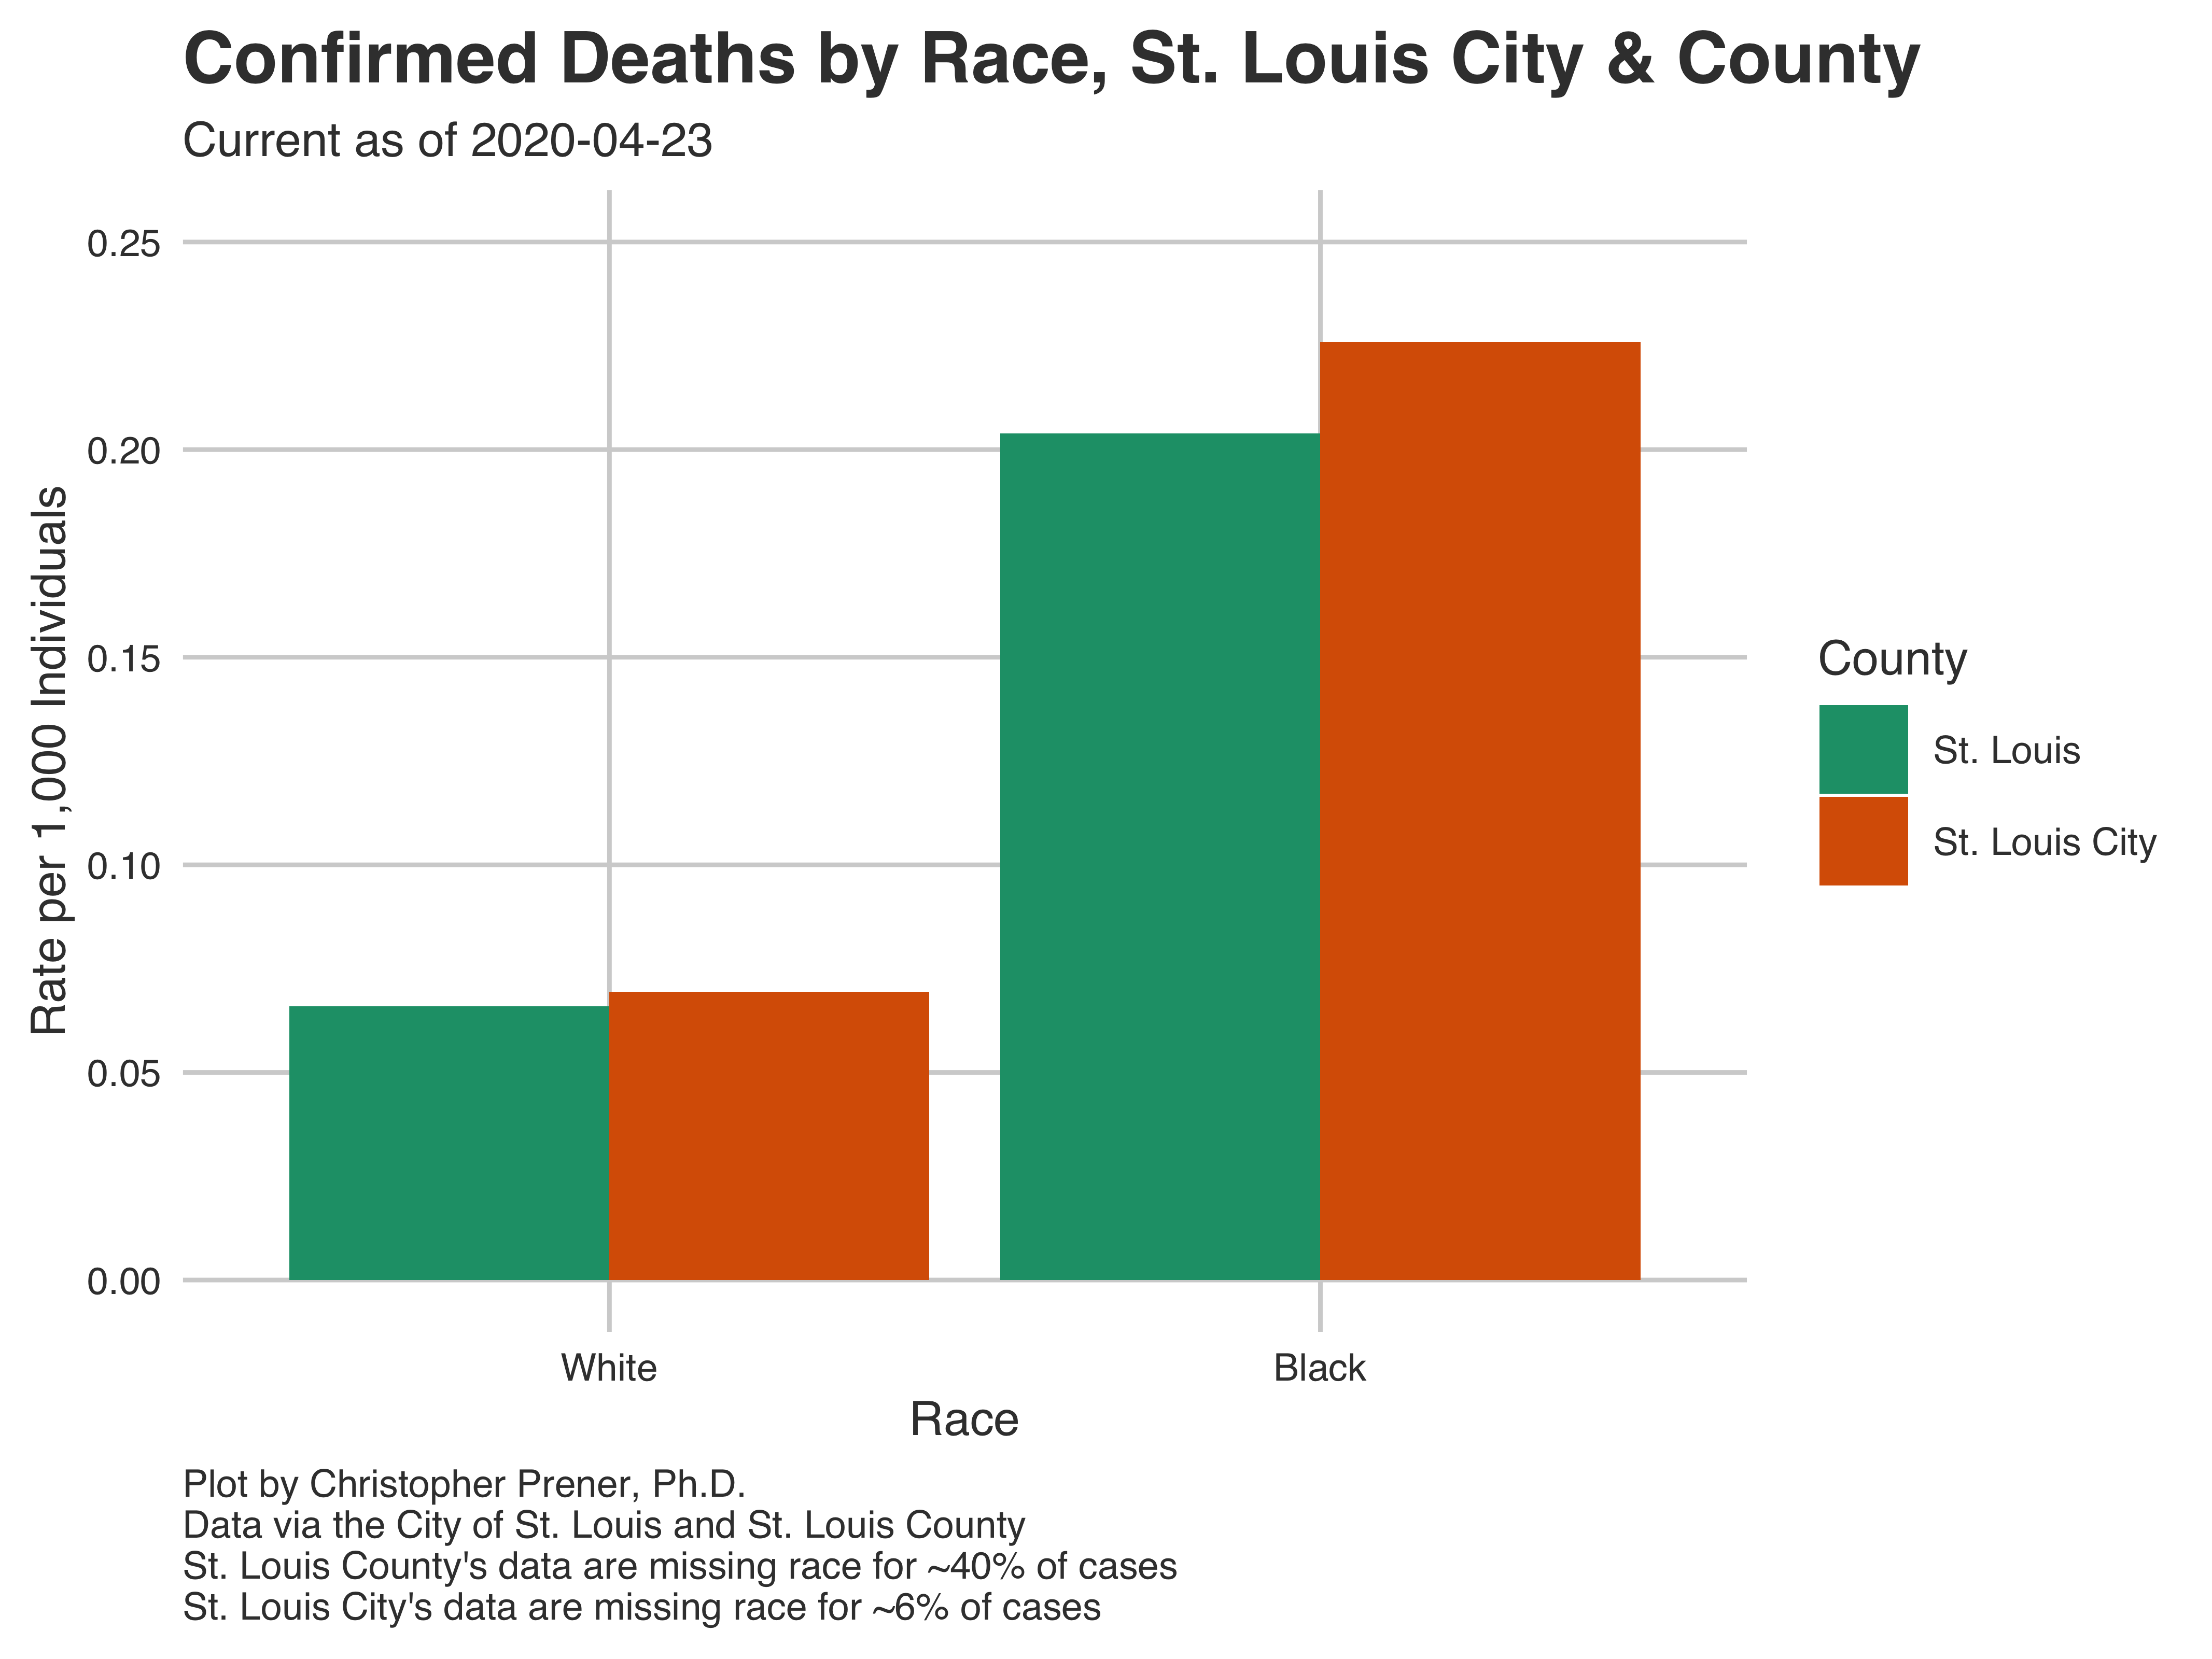 Confirmed Deaths by Race, St. Louis City & County
Current as of 2020-04-23
0.25
0.20
0.15
0.10
0.05
0.00
Rate per 1,000 Individuals
White
Black
Race
County
St. Louis
St. Louis City
Plot by Christopher Prener, Ph.D.
Data via the City of St. Louis and St. Louis County
St. Louis County's data are missing race for ~40% of cases
St. Louis City's data are missing race for ~6% of cases